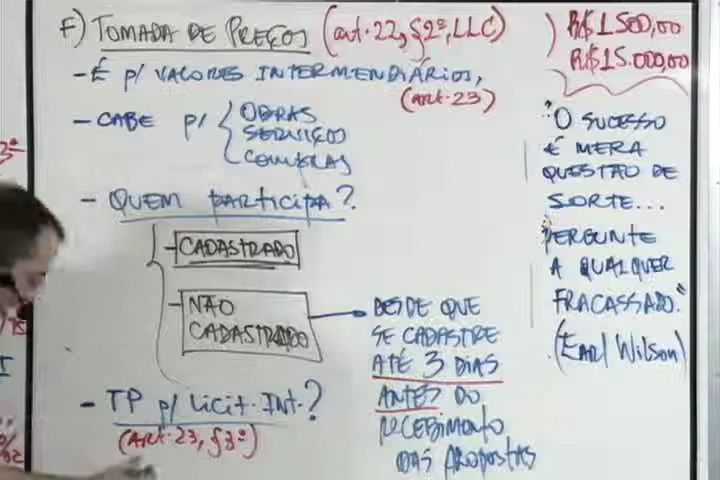 F) TOMADA DE PREÇOS (art. 22, §2º, LLC)
- É p/ VALORES INTERMENDIÁRIOS,
(art. 23)
- CABE p/ { OBRAS
SERVIÇOS
COMPRAS
- QUEM participa?
- CADASTRADO
- NÃO
CADASTRADO
DESDE QUE
SE CADASTRE
ATÉ 3 DIAS
ANTES DO
RECEBIMENTO
DAS PROPOSTAS
- TP p/ Licit. INT.?
(ART. 23, §3º)
) R$ 1.500,00
R$ 15.000,00
"O SUCESSO
É MERA
QUESTÃO DE
SORTE...
PERGUNTE
A QUALQUER
FRACASSADO."
(Earl Wilson)